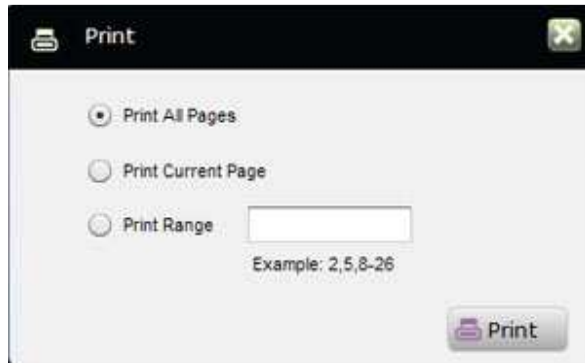 Print
Print All Pages
Print Current Page
Print Range
Example: 2,5,8-26
Print